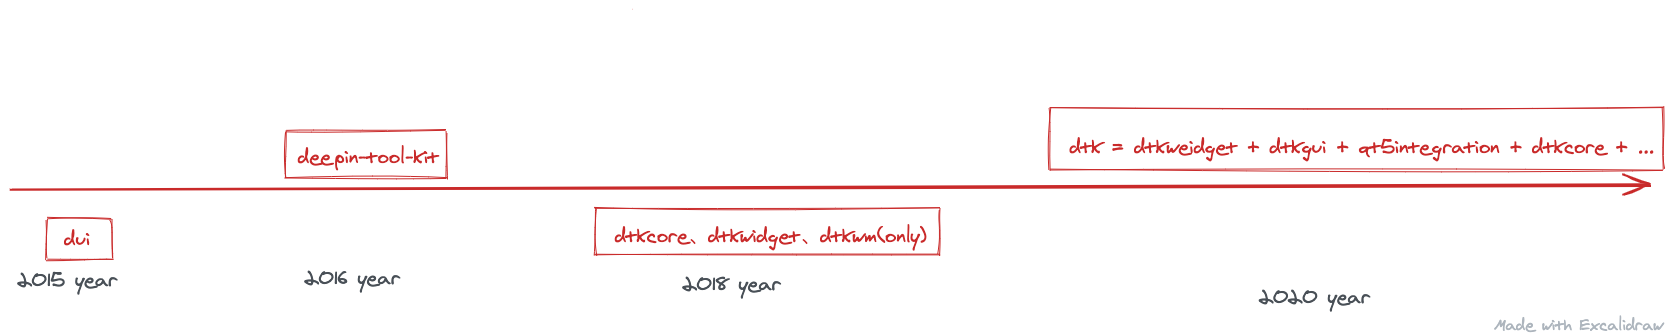 deepin-tool-kit
dtk = dtkweidget + dtkgui + qt5integration + dtkcore + ...
dui
dtkcore、dtkwidget、dtkwm(only)
2015 year
2016 year
2018 year
2020 year
Made with Excalidraw